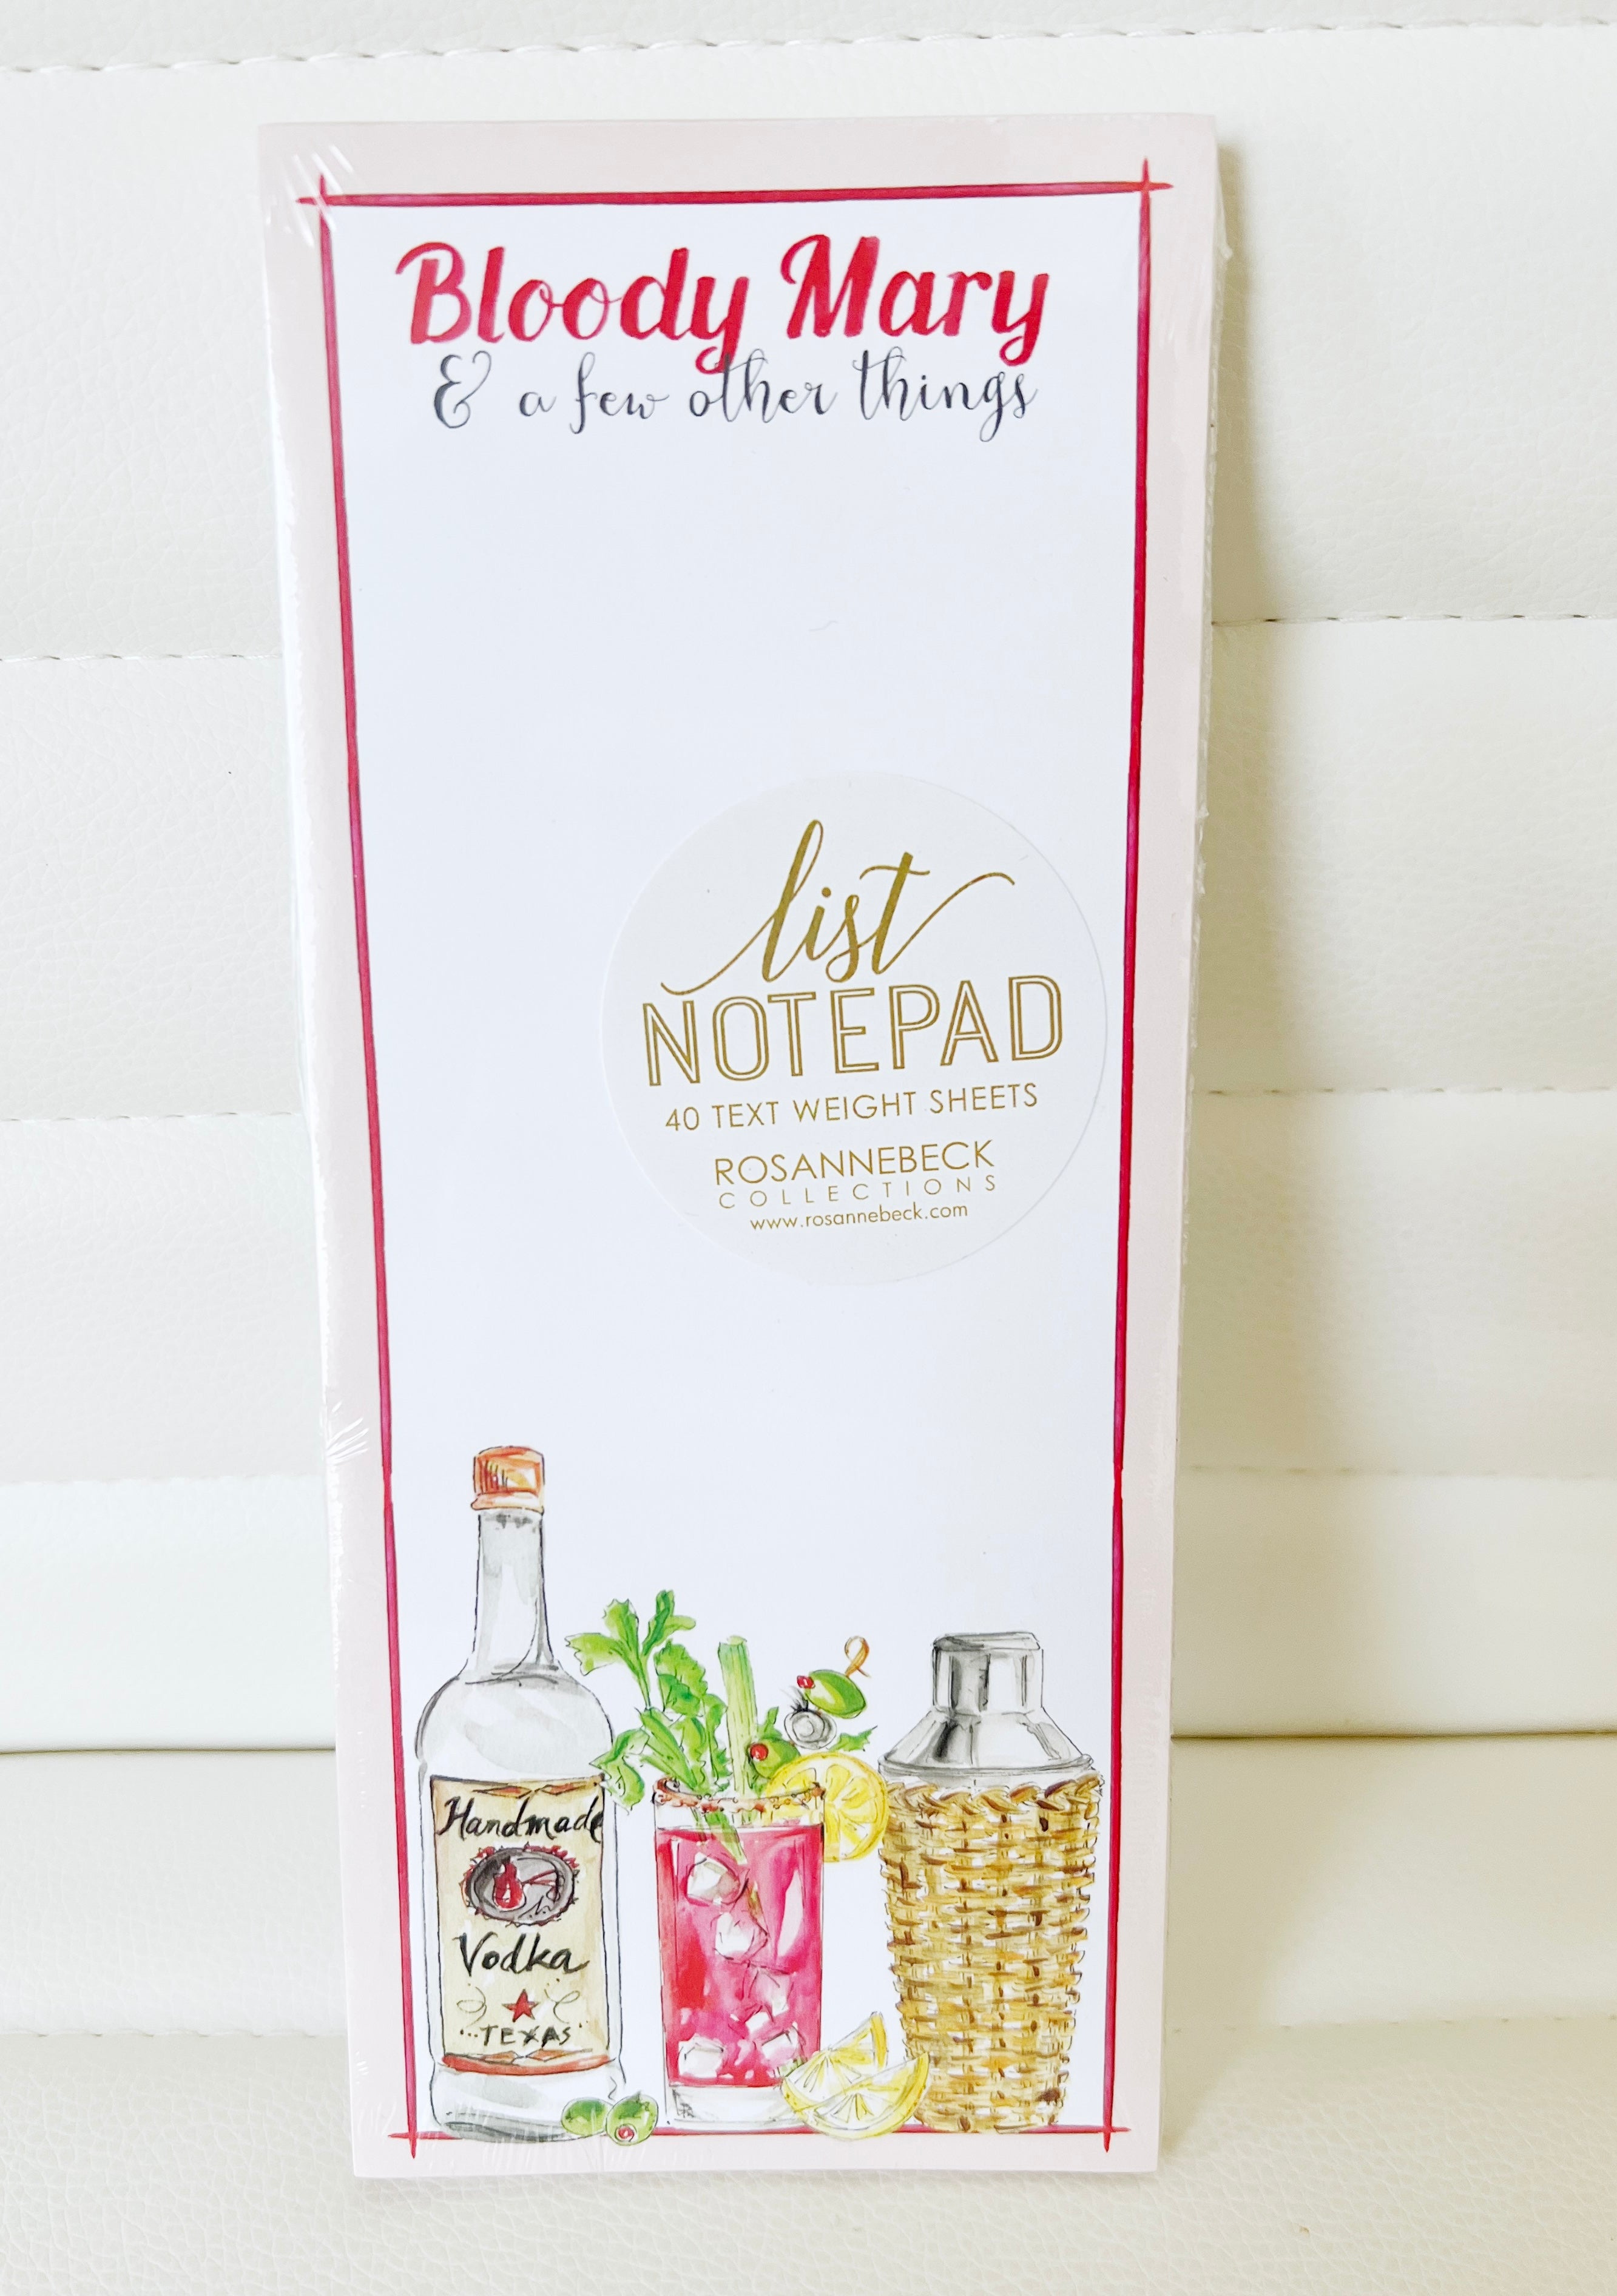 Bloody Mary
& a few other things
list
NOTEPAD
40 TEXT WEIGHT SHEETS
ROSANNEBECK
COLLECTIONS
www.rosannebeck.com
Handmade
Vodka
TEXAS